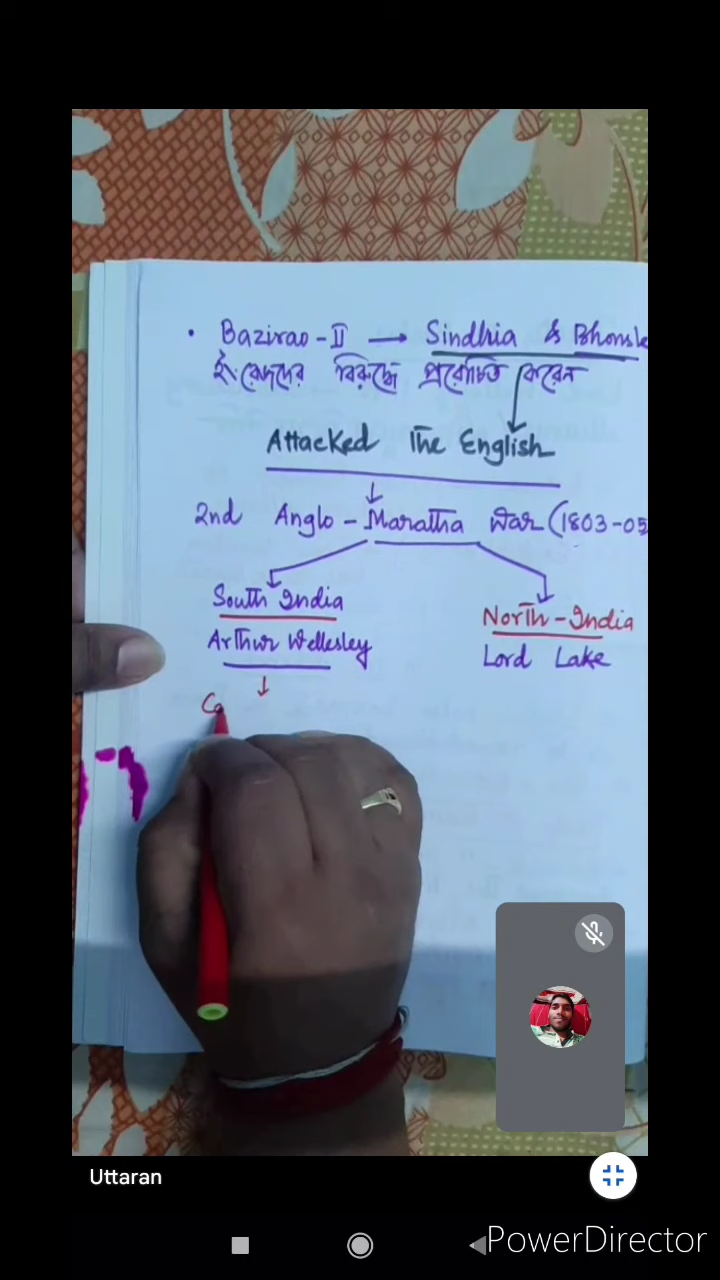 • Bazirao - II → Sindhia & Bhonsle
ইংরেজদের বিরুদ্ধে প্ররোচিত করেন
Attacked The English
2nd Anglo - Maratha War (1803-05
South India
North - India
Arthur Wellesley
Lord Lake
Ca
Uttaran
PowerDirector